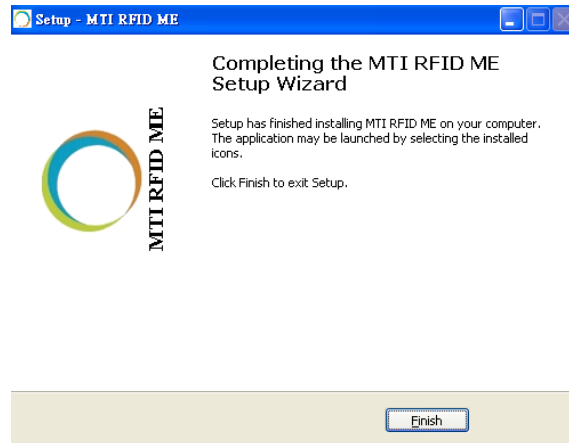 Setup - MTI RFID ME
Completing the MTI RFID ME
Setup Wizard
Setup has finished installing MTI RFID ME on your computer.
The application may be launched by selecting the installed
icons.
Click Finish to exit Setup.
MTI RFID ME
Finish